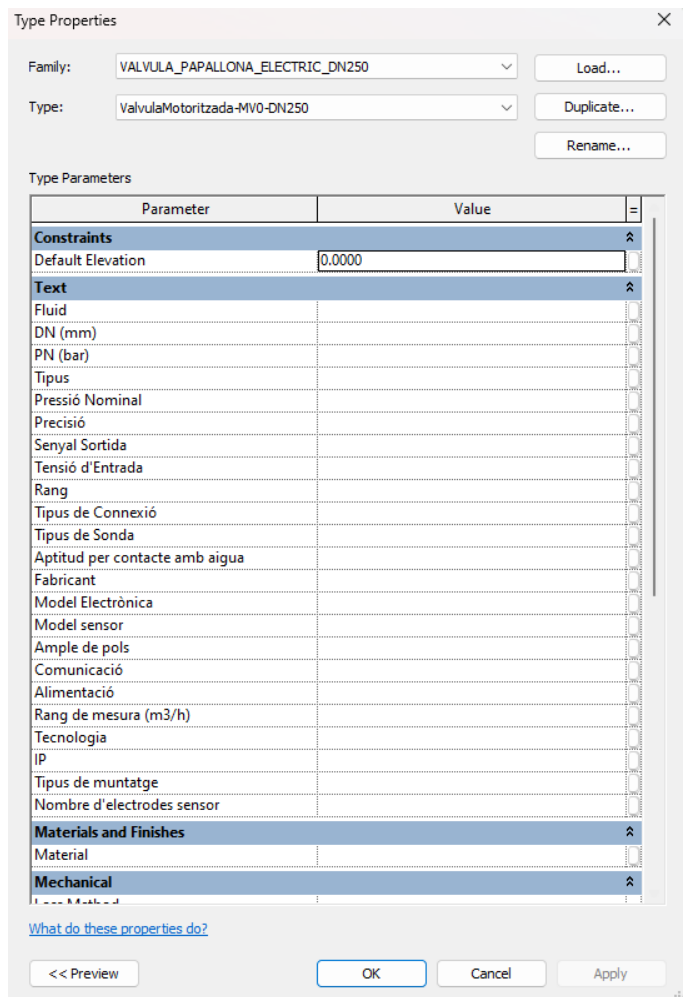 Type Properties
Family: VALVULA_PAPALLONA_ELECTRIC_DN250 Load...
Type: ValvulaMotoritzada-MV0-DN250 Duplicate...
Rename...
Type Parameters
Parameter Value =
Constraints
Default Elevation 0.0000
Text
Fluid
DN (mm)
PN (bar)
Tipus
Pressió Nominal
Precisió
Senyal Sortida
Tensió d'Entrada
Rang
Tipus de Connexió
Tipus de Sonda
Aptitud per contacte amb aigua
Fabricant
Model Electrònica
Model sensor
Ample de pols
Comunicació
Alimentació
Rang de mesura (m3/h)
Tecnologia
IP
Tipus de muntatge
Nombre d'electrodes sensor
Materials and Finishes
Material
Mechanical
What do these properties do?
<< Preview OK Cancel Apply